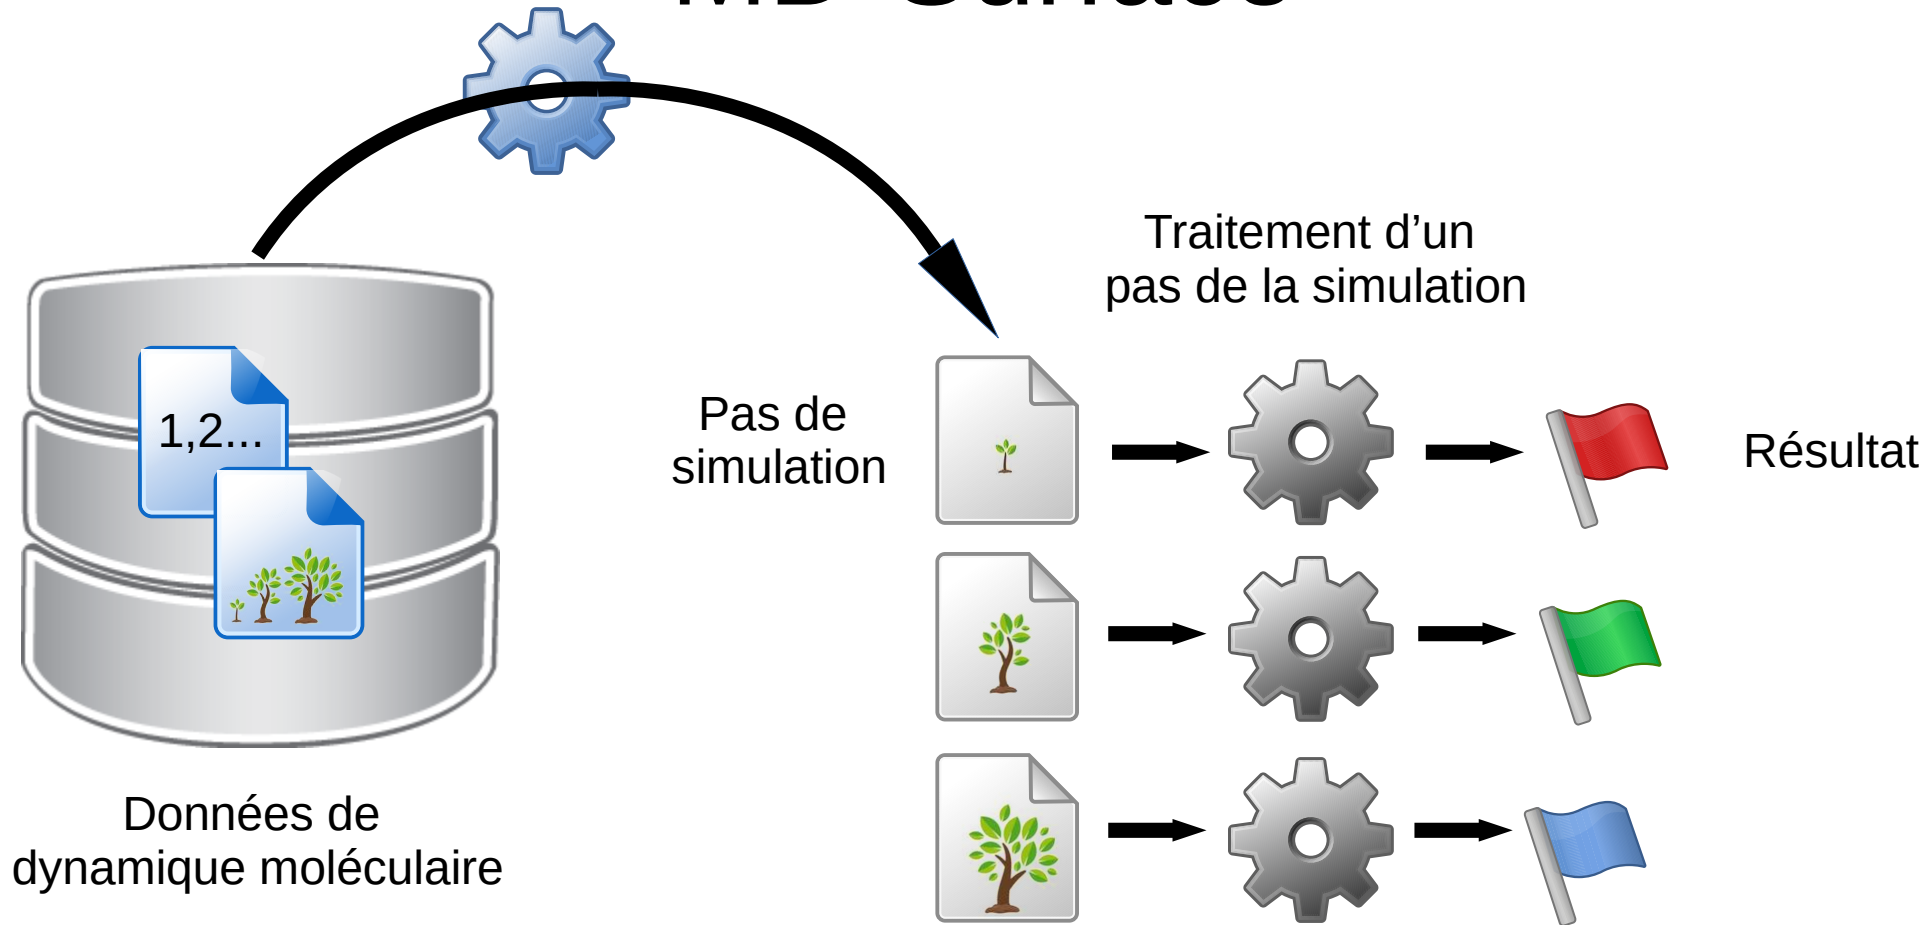 1,2...
Données de
dynamique moléculaire
Pas de
simulation
Traitement d’un
pas de la simulation
Résultat